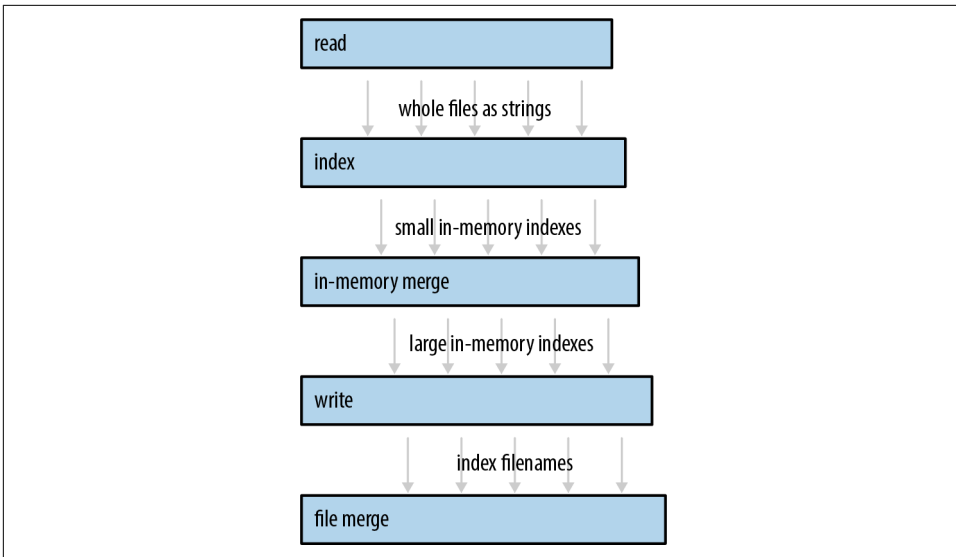 read
whole files as strings
index
small in-memory indexes
in-memory merge
large in-memory indexes
write
index filenames
file merge